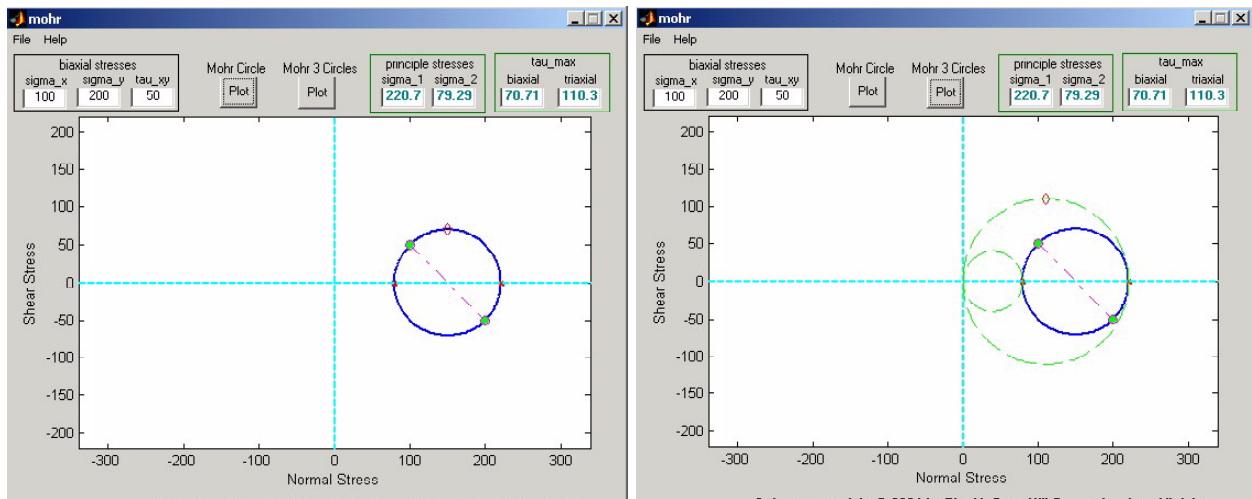 mohr
File Help
biaxial stresses
sigma_x sigma_y tau_xy
100 200 50
Mohr Circle
Plot
Mohr 3 Circles
Plot
principle stresses
sigma_1 sigma_2
220.7 79.29
tau_max
biaxial triaxial
70.71 110.3
200
150
100
50
0
-50
-100
-150
-200
Shear Stress
-300 -200 -100 0 100 200 300
Normal Stress
mohr
File Help
biaxial stresses
sigma_x sigma_y tau_xy
100 200 50
Mohr Circle
Plot
Mohr 3 Circles
Plot
principle stresses
sigma_1 sigma_2
220.7 79.29
tau_max
biaxial triaxial
70.71 110.3
200
150
100
50
0
-50
-100
-150
-200
Shear Stress
-300 -200 -100 0 100 200 300
Normal Stress